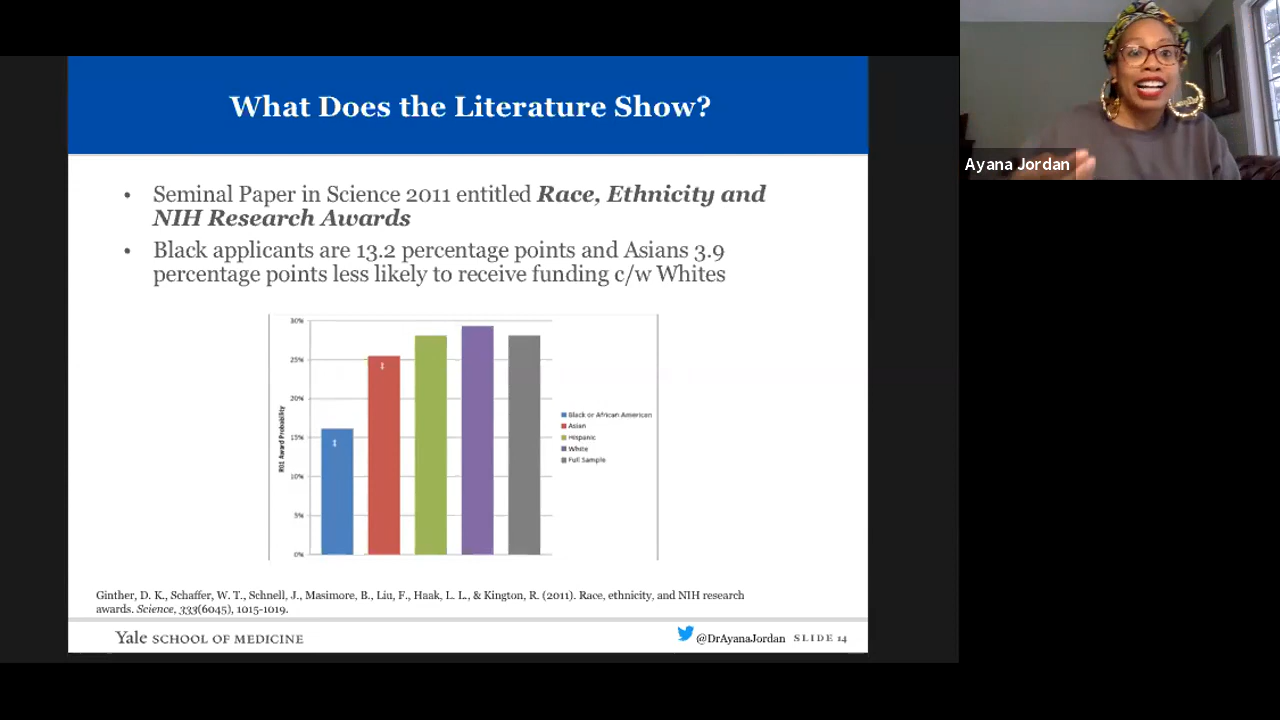 What Does the Literature Show?
Ayana Jordan
• Seminal Paper in Science 2011 entitled Race, Ethnicity and
NIH Research Awards
• Black applicants are 13.2 percentage points and Asians 3.9
percentage points less likely to receive funding c/w Whites
30%
25%
20%
15%
10%
5%
0%
R01 Award Probability
Black or African American
Asian
Hispanic
White
Full Sample
Ginther, D. K., Schaffer, W. T., Schnell, J., Masimore, B., Liu, F., Haak, L. L., & Kington, R. (2011). Race, ethnicity, and NIH research
awards. Science, 333(6045), 1015-1019.
Yale SCHOOL OF MEDICINE
@DrAyanaJordan SLIDE 14